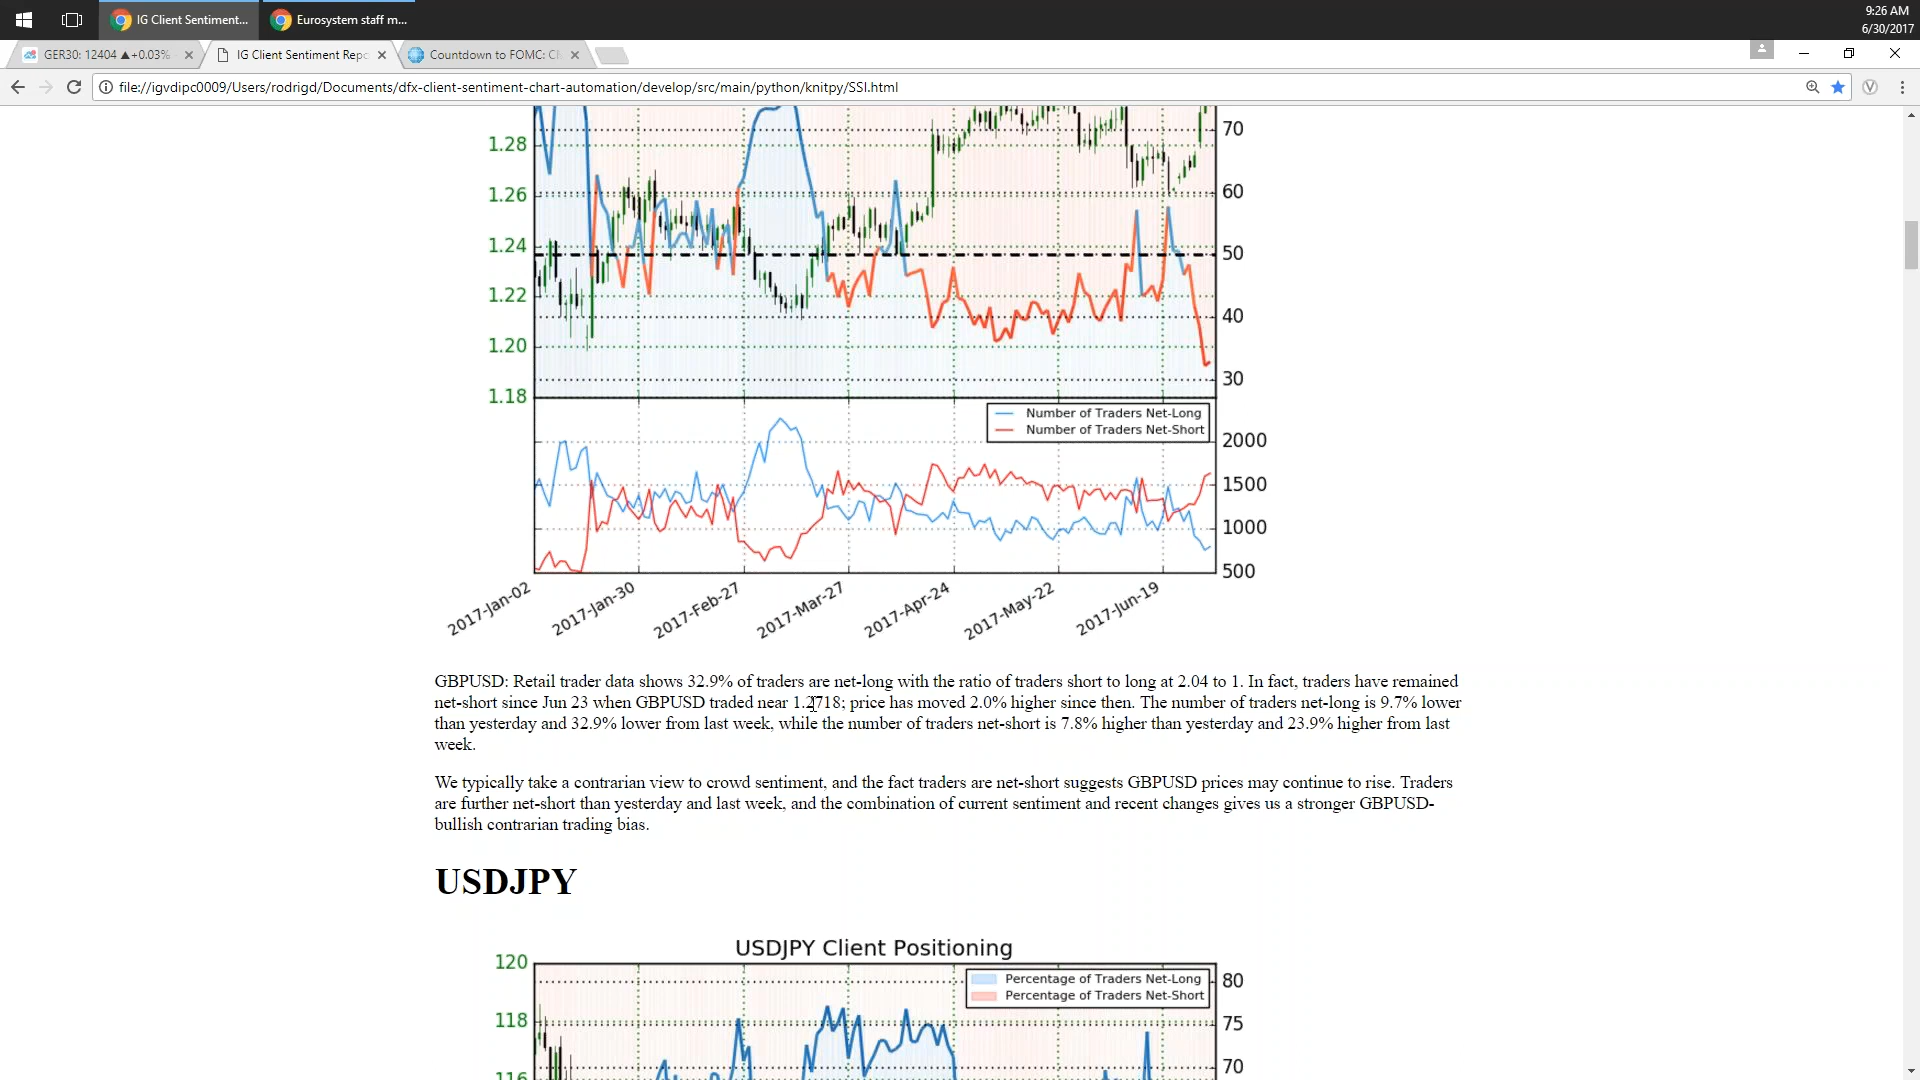 IG Client Sentiment...
Eurosystem staff m...
9:26 AM
6/30/2017
GER30: 12404 ▲+0.03%
IG Client Sentiment Repo
Countdown to FOMC: C
file://igvdipc0009/Users/rodrigd/Documents/dfx-client-sentiment-chart-automation/develop/src/main/python/knitpy/SSI.html
1.28
1.26
1.24
1.22
1.20
1.18
70
60
50
40
30
Number of Traders Net-Long
Number of Traders Net-Short
2000
1500
1000
500
2017-Jan-02
2017-Jan-30
2017-Feb-27
2017-Mar-27
2017-Apr-24
2017-May-22
2017-Jun-19
GBPUSD: Retail trader data shows 32.9% of traders are net-long with the ratio of traders short to long at 2.04 to 1. In fact, traders have remained
net-short since Jun 23 when GBPUSD traded near 1.2718; price has moved 2.0% higher since then. The number of traders net-long is 9.7% lower
than yesterday and 32.9% lower from last week, while the number of traders net-short is 7.8% higher than yesterday and 23.9% higher from last
week.
We typically take a contrarian view to crowd sentiment, and the fact traders are net-short suggests GBPUSD prices may continue to rise. Traders
are further net-short than yesterday and last week, and the combination of current sentiment and recent changes gives us a stronger GBPUSD-
bullish contrarian trading bias.
USDJPY
USDJPY Client Positioning
120
118
116
Percentage of Traders Net-Long
Percentage of Traders Net-Short
80
75
70